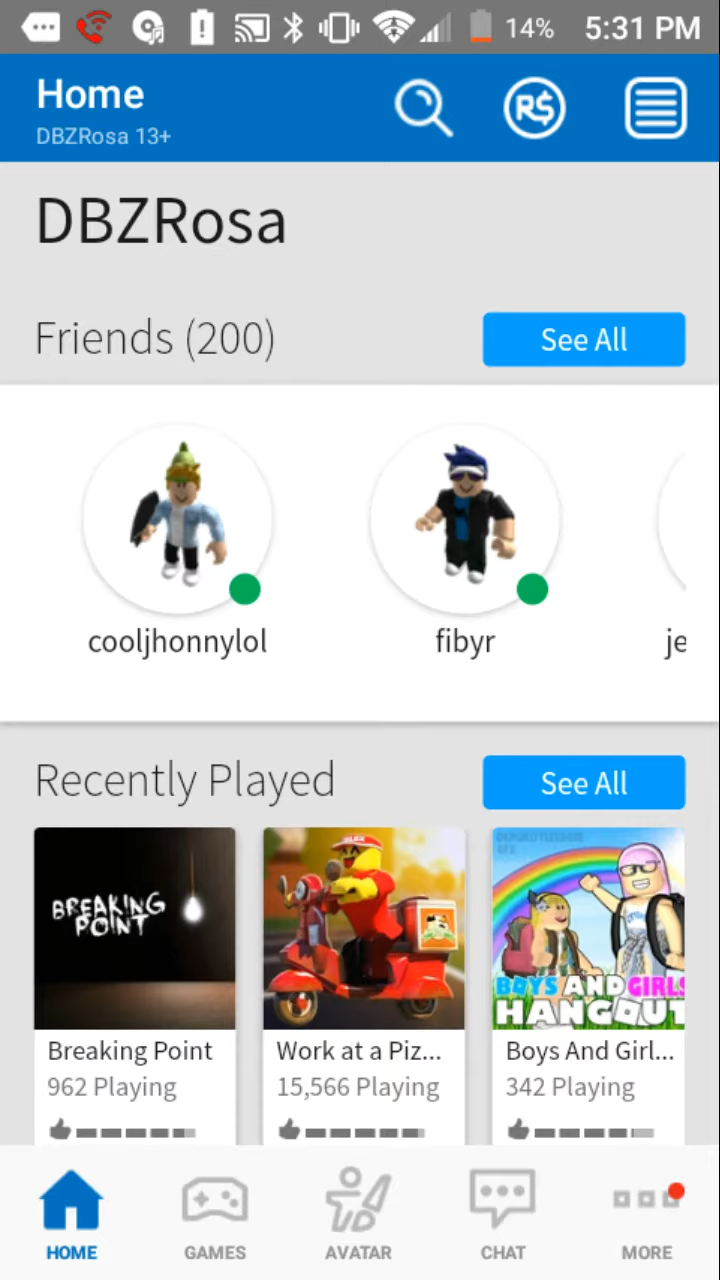 14% 5:31 PM
Home
DBZRosa 13+
R$
DBZRosa
Friends (200)
See All
cooljhonnylol
fibyr
je
Recently Played
See All
BREAKING
POINT
BOYS AND GIRLS
HANGOUT
Breaking Point
Work at a Piz...
Boys And Girl...
962 Playing
15,566 Playing
342 Playing
HOME
GAMES
AVATAR
CHAT
MORE